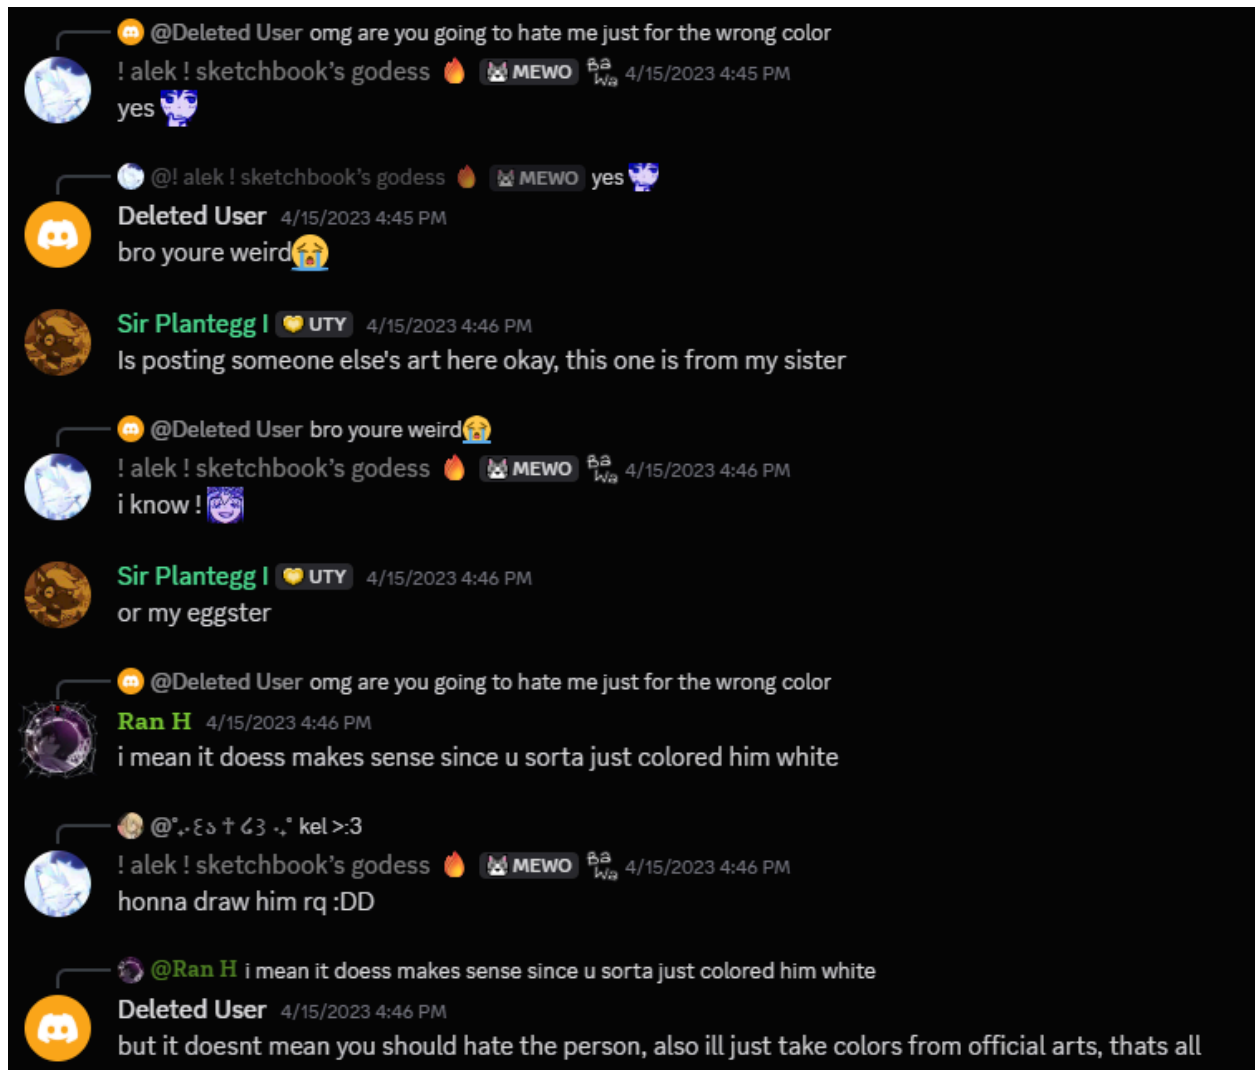 @Deleted User omg are you going to hate me just for the wrong color
! alek ! sketchbook's godess 🔥 MEWO Ba Wa 4/15/2023 4:45 PM
yes
@! alek ! sketchbook's godess 🔥 MEWO yes
Deleted User 4/15/2023 4:45 PM
bro youre weird😭
Sir Plantegg I 💛 UTY 4/15/2023 4:46 PM
Is posting someone else's art here okay, this one is from my sister
@Deleted User bro youre weird😭
! alek ! sketchbook's godess 🔥 MEWO Ba Wa 4/15/2023 4:46 PM
i know !
Sir Plantegg I 💛 UTY 4/15/2023 4:46 PM
or my eggster
@Deleted User omg are you going to hate me just for the wrong color
Ran H 4/15/2023 4:46 PM
i mean it doess makes sense since u sorta just colored him white
@ kel >:3
! alek ! sketchbook's godess 🔥 MEWO Ba Wa 4/15/2023 4:46 PM
honna draw him rq :DD
@Ran H i mean it doess makes sense since u sorta just colored him white
Deleted User 4/15/2023 4:46 PM
but it doesnt mean you should hate the person, also ill just take colors from official arts, thats all